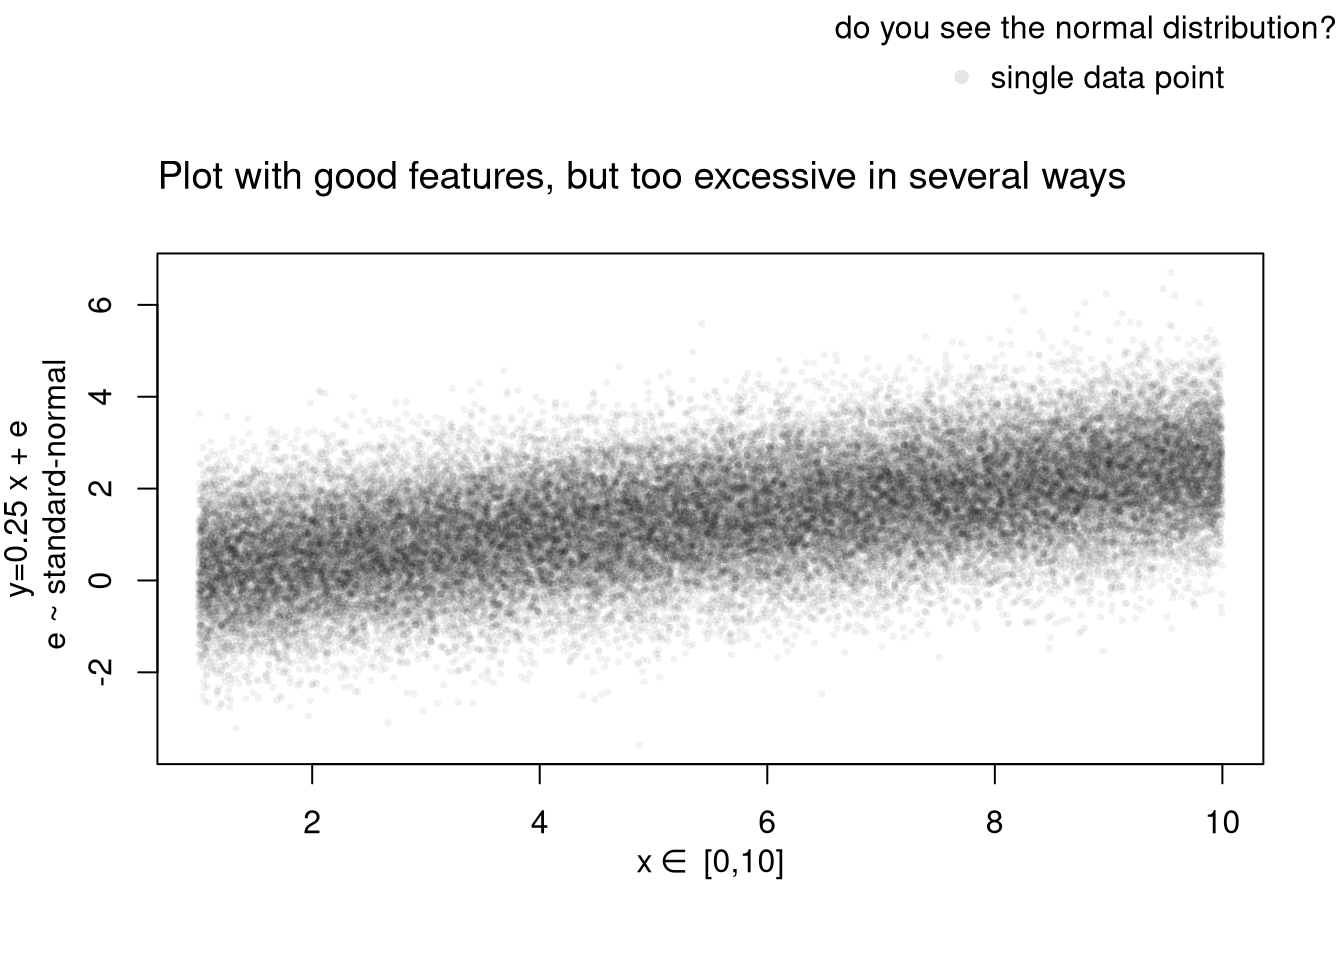 do you see the normal distribution?
single data point
Plot with good features, but too excessive in several ways
y=0.25 x + e
e ~ standard-normal
6
4
2
0
-2
2
4
6
8
10
x ∈ [0,10]